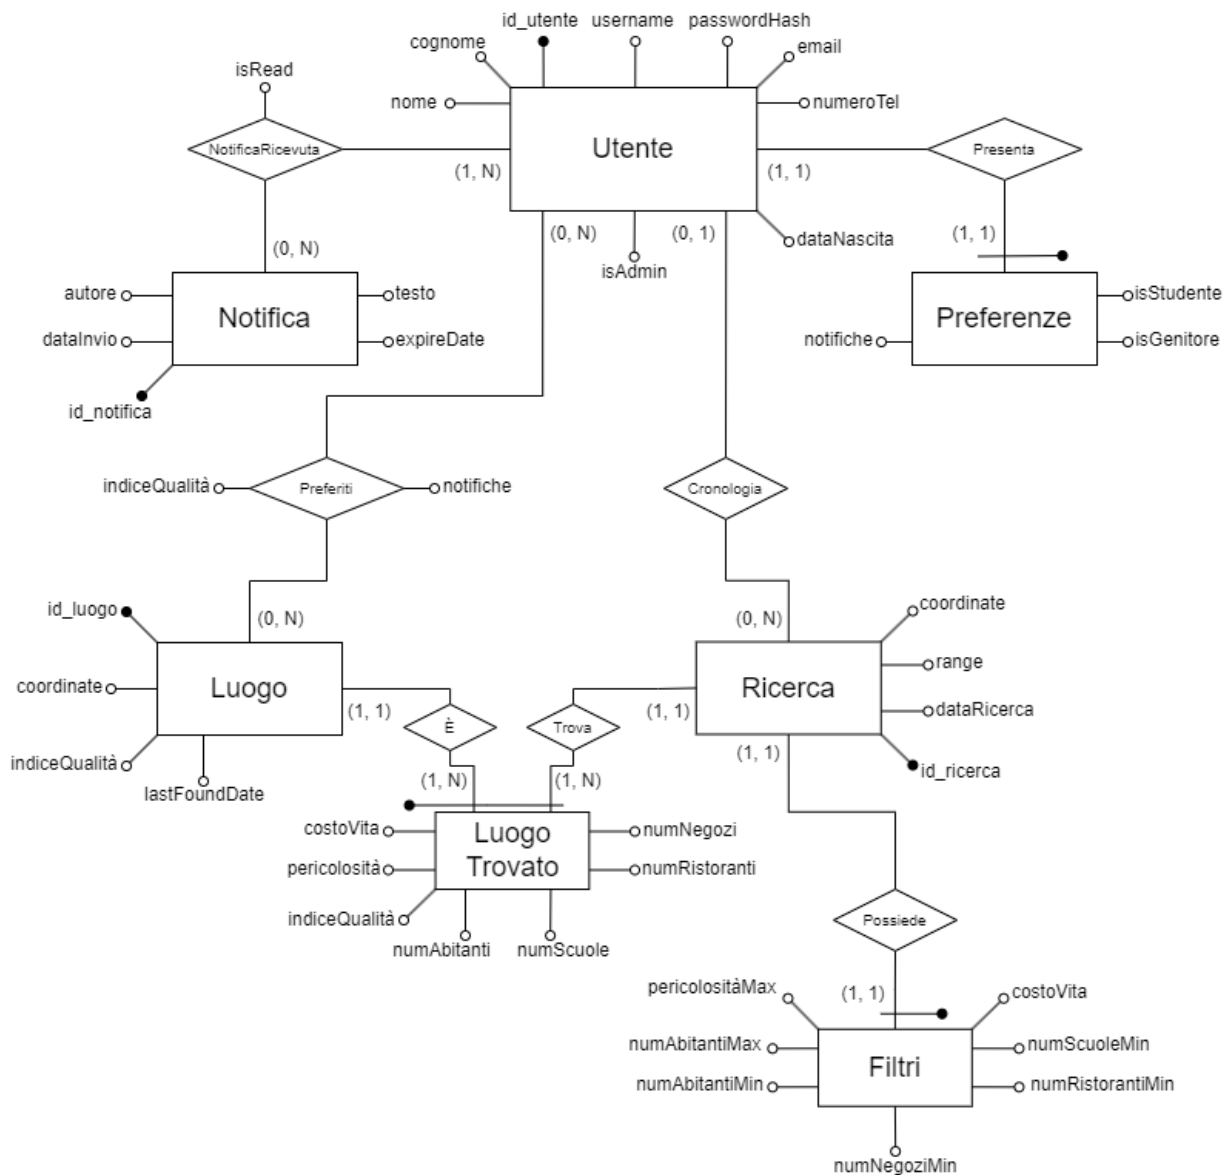 id_utente
username
passwordHash
cognome
email
isRead
nome
numeroTel
Utente
NotificaRicevuta
Presenta
(1, N)
(1, 1)
(0, N)
(0, N)
(0, 1)
dataNascita
(1, 1)
isAdmin
autore
testo
isStudente
Notifica
Preferenze
dataInvio
expireDate
notifiche
isGenitore
id_notifica
indiceQualità
Preferiti
notifiche
Cronologia
id_luogo
coordinate
(0, N)
(0, N)
range
coordinate
Luogo
Ricerca
(1, 1)
È
Trova
(1, 1)
dataRicerca
(1, 1)
indiceQualità
id_ricerca
lastFoundDate
(1, N)
(1, N)
costoVita
Luogo
Trovato
numNegozi
pericolosità
numRistoranti
indiceQualità
numAbitanti
numScuole
Possiede
pericolositàMax
(1, 1)
costoVita
numAbitantiMax
numScuoleMin
Filtri
numAbitantiMin
numRistorantiMin
numNegoziMin